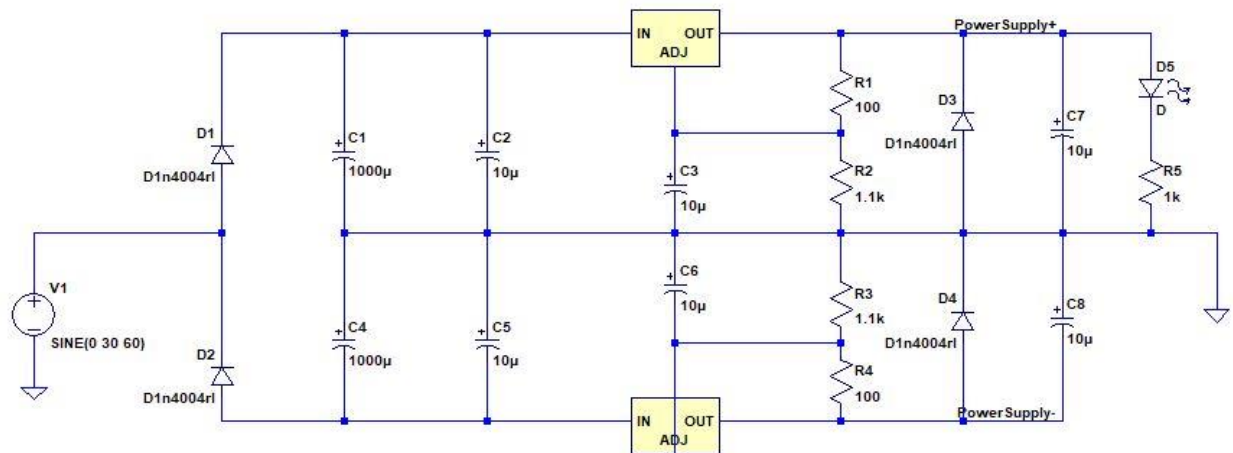 IN OUT
ADJ
PowerSupply+
D1
D1n4004rl
C1
1000µ
C2
10µ
C3
10µ
R1
100
R2
1.1k
D3
D1n4004rl
C7
10µ
D5
D
R5
1k
V1
SINE(0 30 60)
D2
D1n4004rl
C4
1000µ
C5
10µ
C6
10µ
R3
1.1k
R4
100
D4
D1n4004rl
C8
10µ
IN OUT
ADJ
PowerSupply-